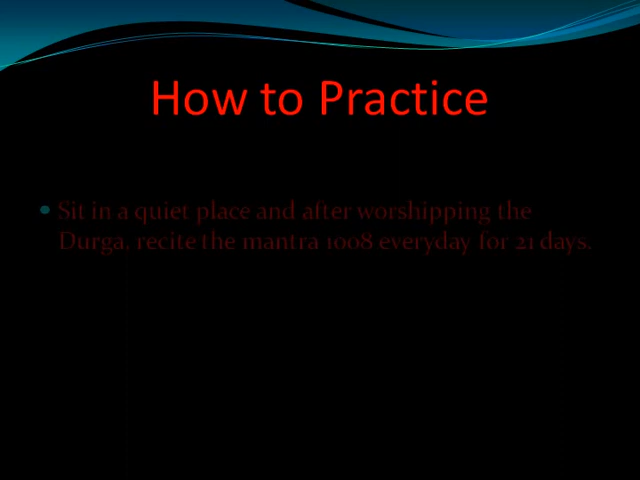 How to Practice
• Sit in a quiet place and after worshipping the
Durga, recite the mantra 1008 everyday for 21 days.